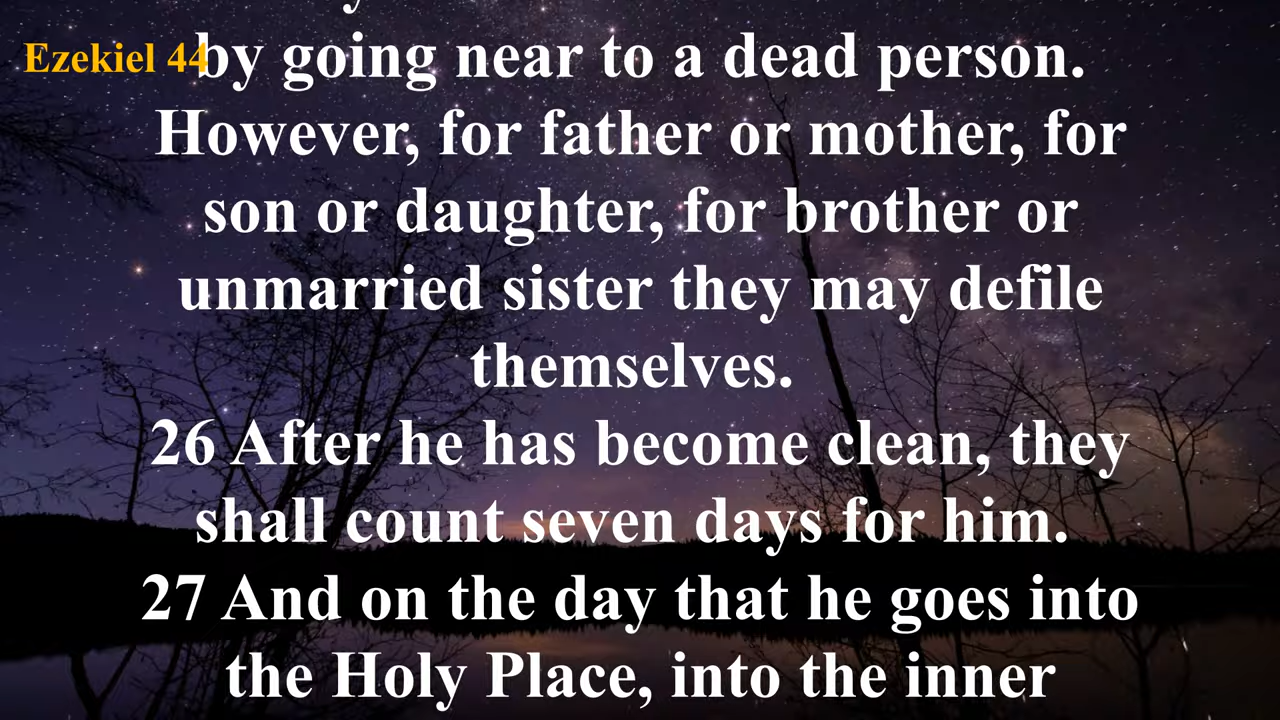 Ezekiel 44
by going near to a dead person.
However, for father or mother, for
son or daughter, for brother or
unmarried sister they may defile
themselves.
26 After he has become clean, they
shall count seven days for him.
27 And on the day that he goes into
the Holy Place, into the inner